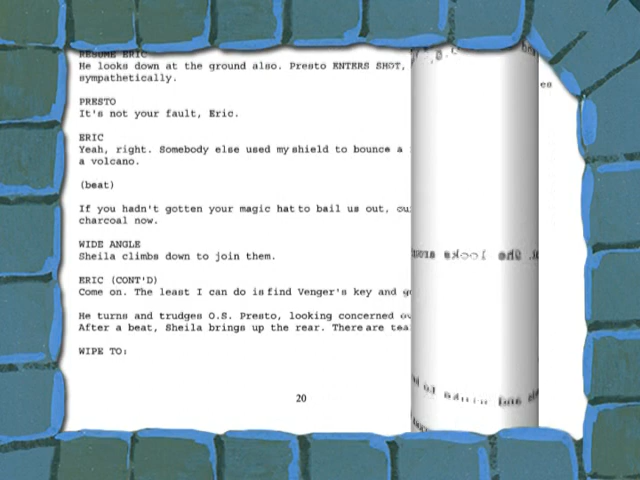 RESUME ERIC
He looks down at the ground also. Presto ENTERS SHOT,
sympathetically.
PRESTO
It's not your fault, Eric.
ERIC
Yeah, right. Somebody else used my shield to bounce a
a volcano.
(beat)
If you hadn't gotten your magic hat to bail us out,
charcoal now.
WIDE ANGLE
Sheila climbs down to join them.
ERIC (CONT'D)
Come on. The least I can do is find Venger's key and
He turns and trudges O.S. Presto, looking concerned
After a beat, Sheila brings up the rear. There are
WIPE TO:
20